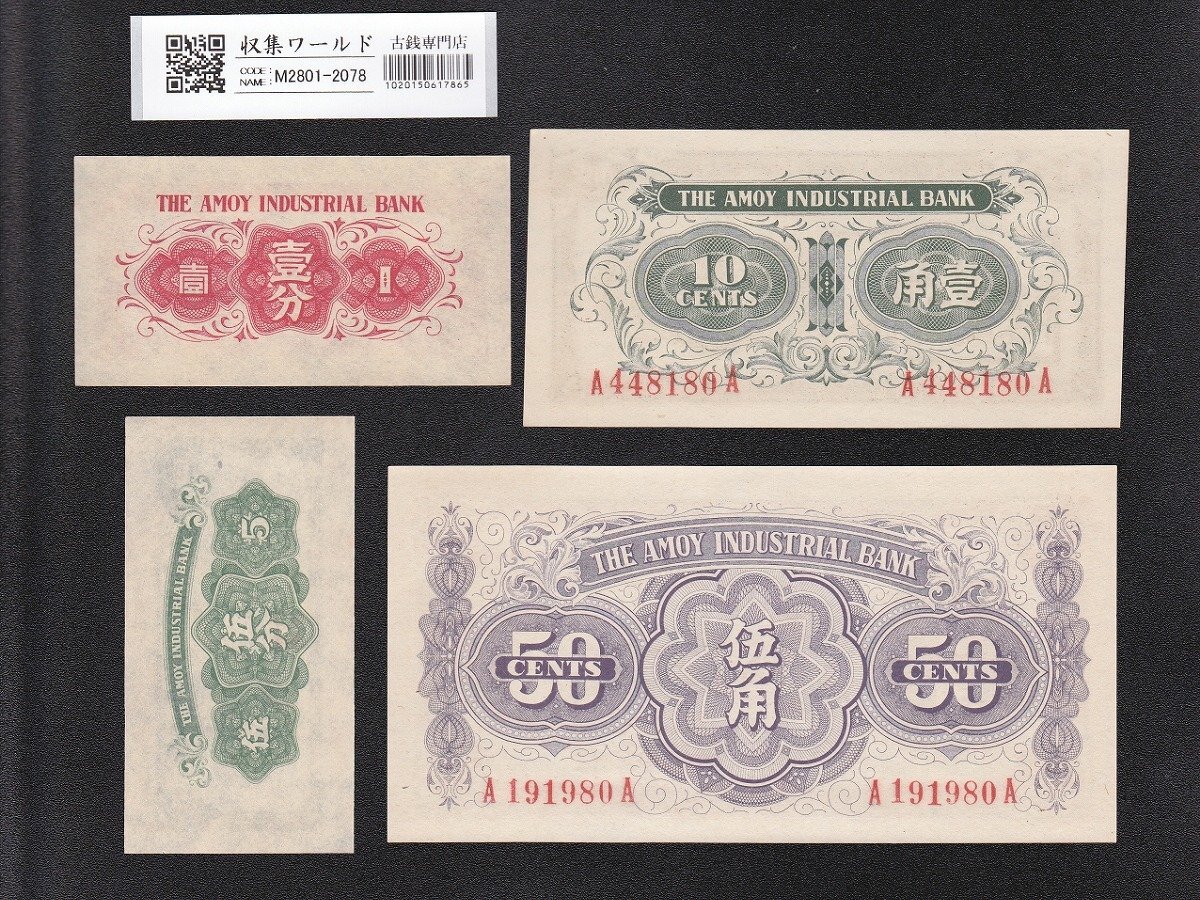 収集ワールド 古銭専門店
CODE:
NAME: M2801-2078
1020150617865
THE AMOY INDUSTRIAL BANK
壹 壹分 1
THE AMOY INDUSTRIAL BANK
10 CENTS
角壹
A448180A A448180A
THE AMOY INDUSTRIAL BANK
伍 伍分 5
THE AMOY INDUSTRIAL BANK
50 CENTS
伍角
50 CENTS
A191980A A191980A